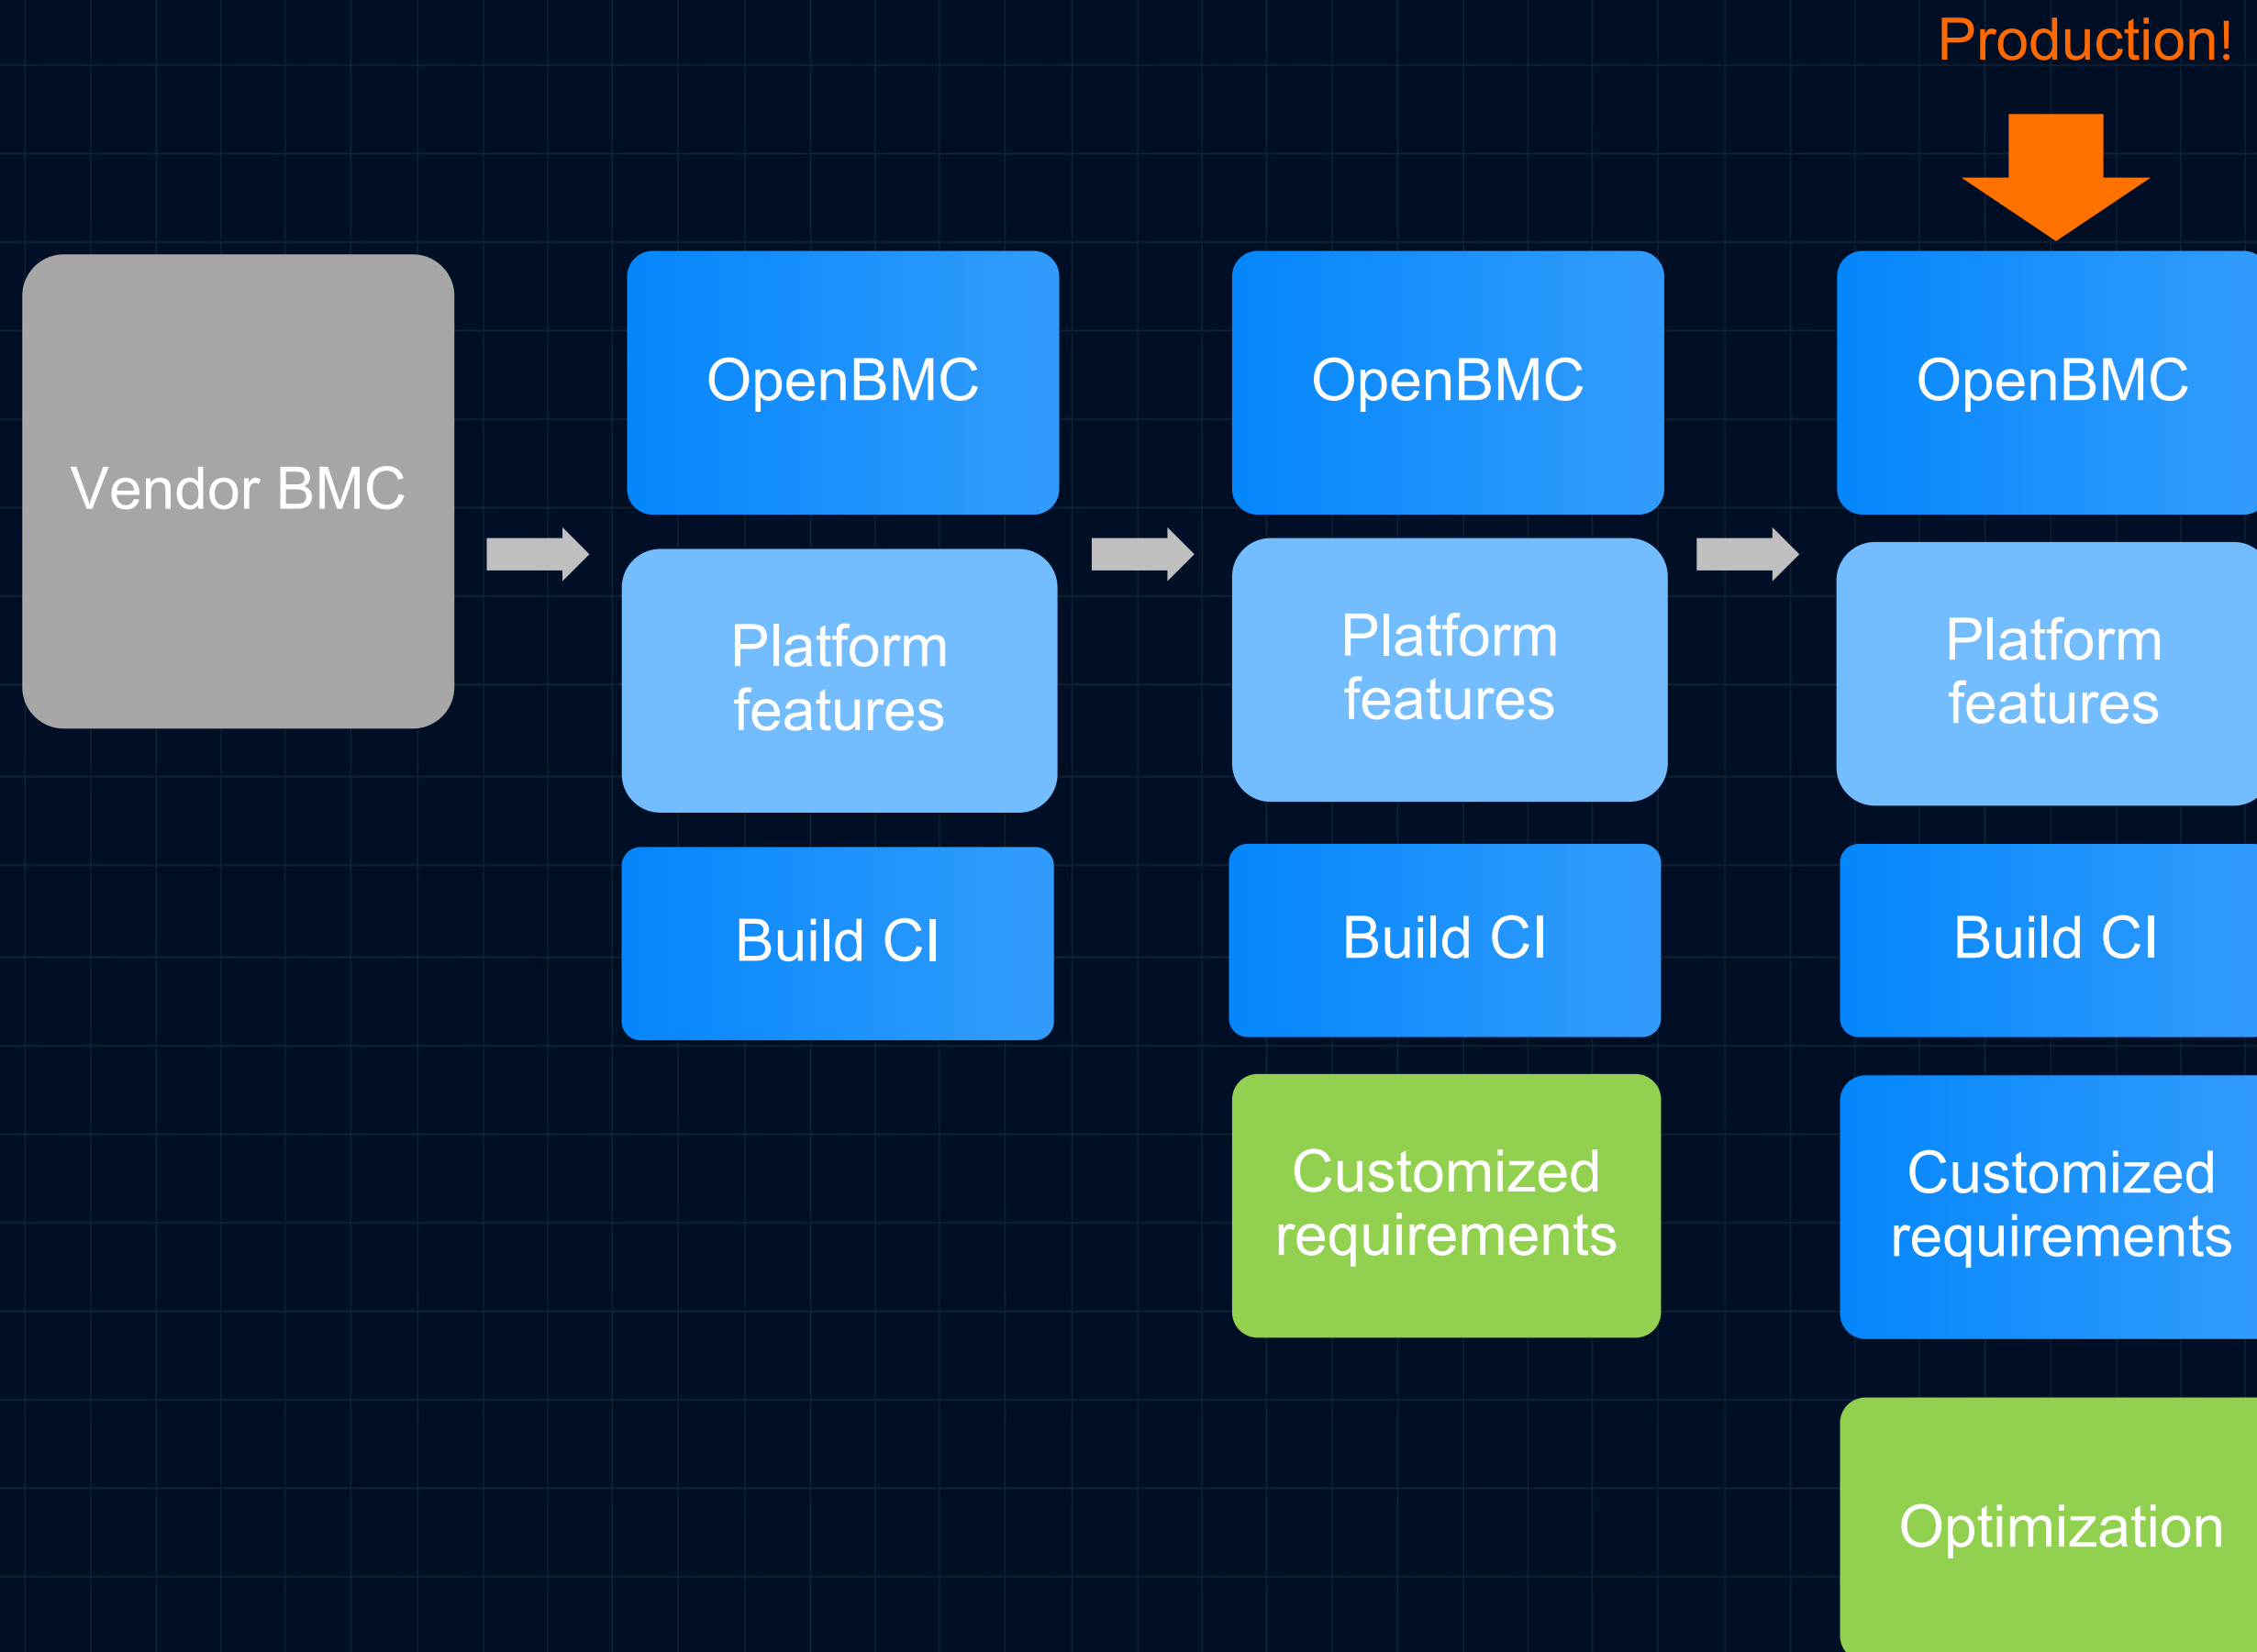 Production!
Vendor BMC
OpenBMC
Platform
features
Build CI
OpenBMC
Platform
features
Build CI
Customized
requirements
OpenBMC
Platform
features
Build CI
Customized
requirements
Optimization